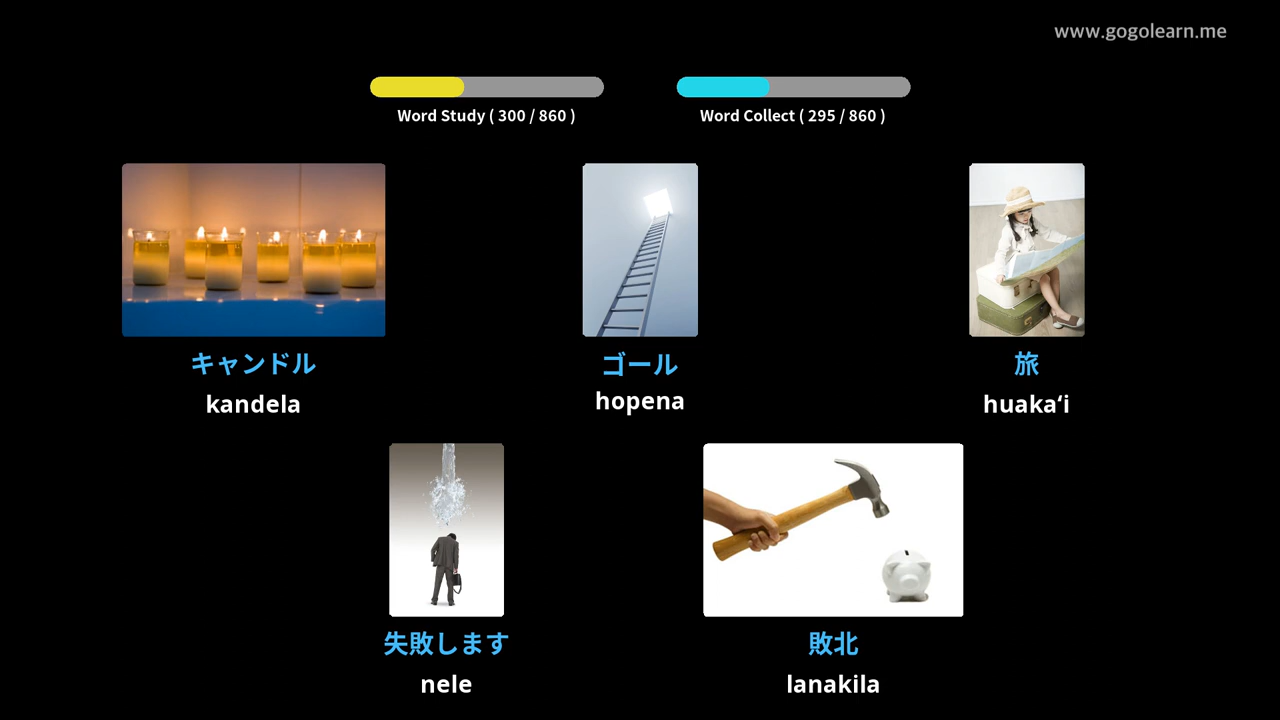 www.gogolearn.me
Word Study ( 300 / 860 )
Word Collect ( 295 / 860 )
キャンドル
kandela
ゴール
hopena
旅
huakaʻi
失敗します
nele
敗北
lanakila